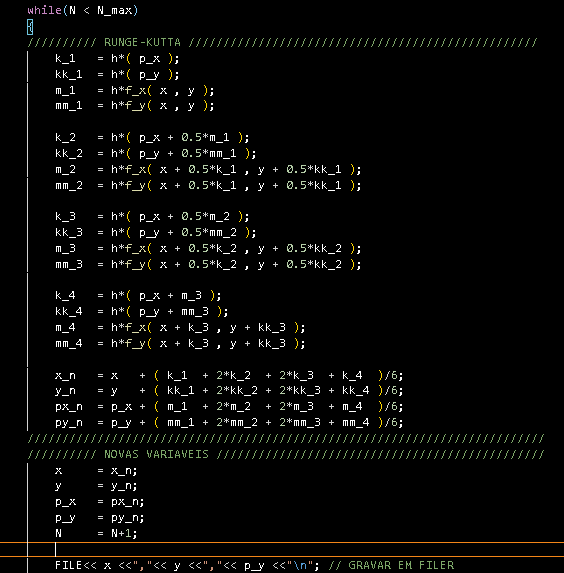 while(N < N_max)
{
////////// RUNGE-KUTTA //////////////////////////////////////////////////
k_1   = h*( p_x );
kk_1  = h*( p_y );
m_1   = h*f_x( x , y );
mm_1  = h*f_y( x , y );
k_2   = h*( p_x + 0.5*m_1 );
kk_2  = h*( p_y + 0.5*mm_1 );
m_2   = h*f_x( x + 0.5*k_1 , y + 0.5*kk_1 );
mm_2  = h*f_y( x + 0.5*k_1 , y + 0.5*kk_1 );
k_3   = h*( p_x + 0.5*m_2 );
kk_3  = h*( p_y + 0.5*mm_2 );
m_3   = h*f_x( x + 0.5*k_2 , y + 0.5*kk_2 );
mm_3  = h*f_y( x + 0.5*k_2 , y + 0.5*kk_2 );
k_4   = h*( p_x + m_3 );
kk_4  = h*( p_y + mm_3 );
m_4   = h*f_x( x + k_3 , y + kk_3 );
mm_4  = h*f_y( x + k_3 , y + kk_3 );
x_n  = x   + ( k_1  + 2*k_2  + 2*k_3  + k_4  )/6;
y_n  = y   + ( kk_1 + 2*kk_2 + 2*kk_3 + kk_4 )/6;
px_n = p_x + ( m_1  + 2*m_2  + 2*m_3  + m_4  )/6;
py_n = p_y + ( mm_1 + 2*mm_2 + 2*mm_3 + mm_4 )/6;
//////////////////////////////////////////////////////////////////////////
////////// NOVAS VARIAVEIS ///////////////////////////////////////////////
x     = x_n;
y     = y_n;
p_x   = px_n;
p_y   = py_n;
N     = N+1;
FILE<< x <<","<< y <<","<< p_y <<"\n"; // GRAVAR EM FILER